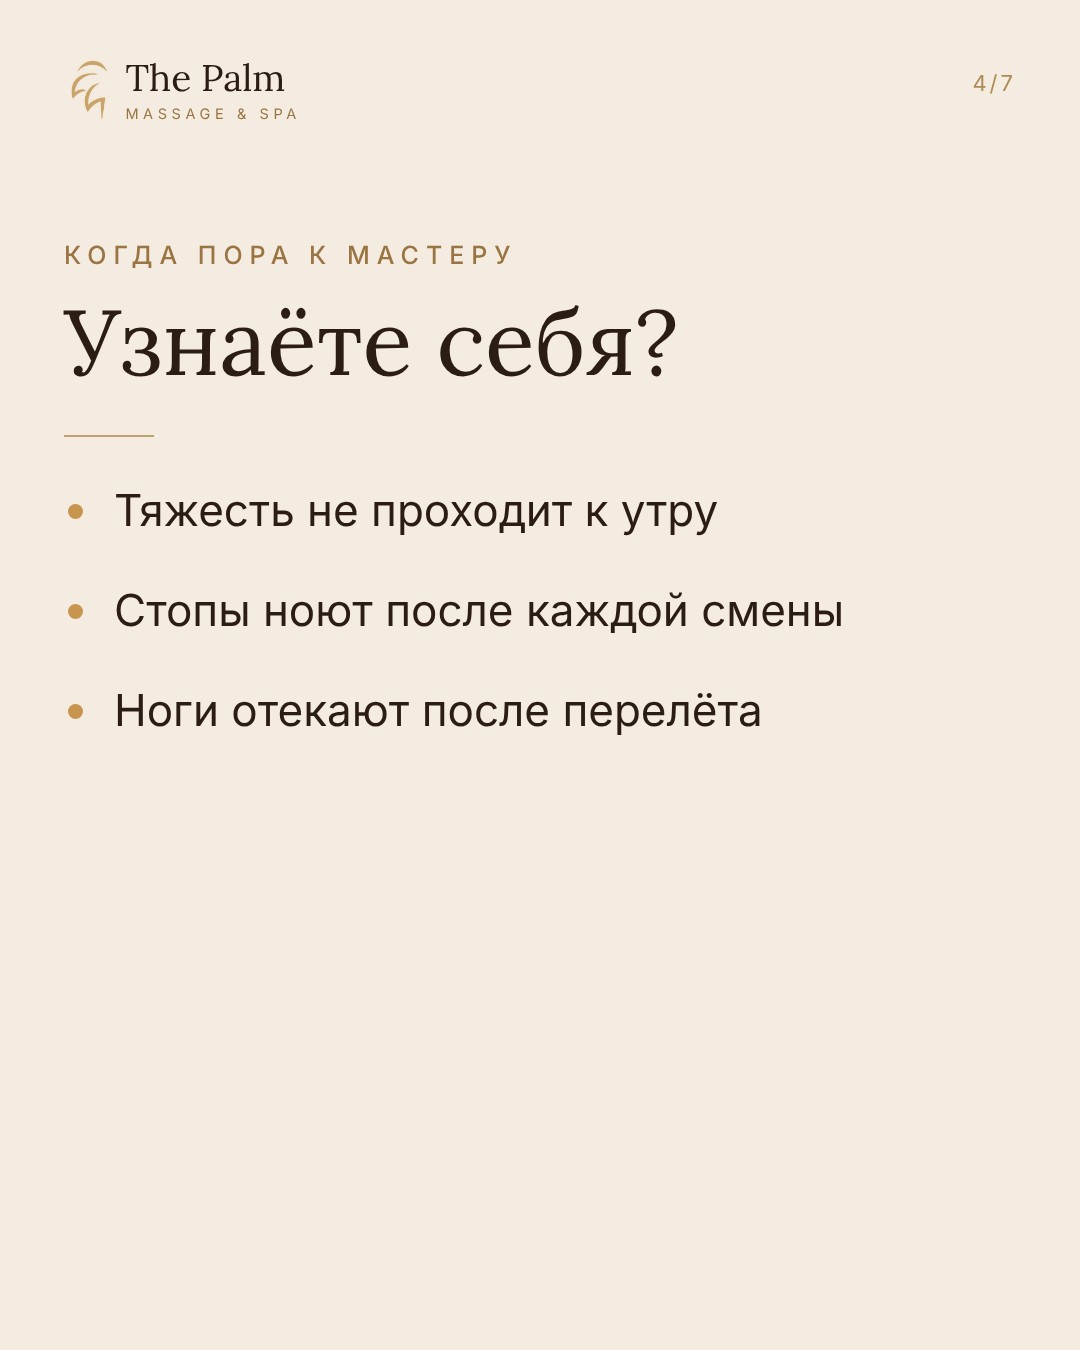 The Palm
MASSAGE & SPA
4/7
КОГДА ПОРА К МАСТЕРУ
Узнаёте себя?
Тяжесть не проходит к утру
Стопы ноют после каждой смены
Ноги отекают после перелёта